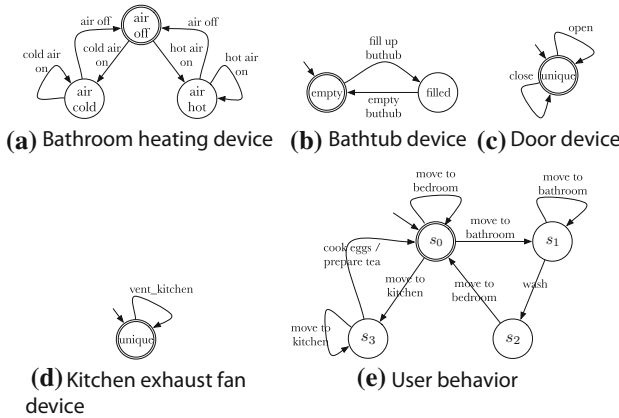 air off
air
off
air off
cold air
on
cold air
on
hot air
on
hot air
on
air
cold
air
hot
(a) Bathroom heating device
fill up
buthub
empty
filled
empty
buthub
(b) Bathtub device
open
close
unique
(c) Door device
vent_kitchen
unique
(d) Kitchen exhaust fan
device
move to
bedroom
move to
bathroom
s0
move to
bathroom
s1
cook eggs /
prepare tea
move to
kitchen
move to
bedroom
wash
move to
kitchen
s3
s2
(e) User behavior